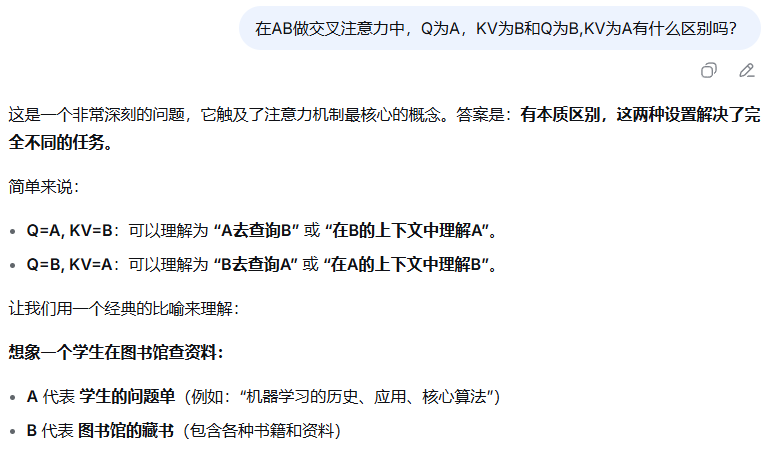 在AB做交叉注意力中，Q为A，KV为B和Q为B,KV为A有什么区别吗？
这是一个非常深刻的问题，它触及了注意力机制最核心的概念。答案是：有本质区别，这两种设置解决了完
全不同的任务。
简单来说：
• Q=A, KV=B：可以理解为 “A去查询B” 或 “在B的上下文中理解A”。
• Q=B, KV=A：可以理解为 “B去查询A” 或 “在A的上下文中理解B”。
让我们用一个经典的比喻来理解：
想象一个学生在图书馆查资料：
• A 代表 学生的问题单（例如：“机器学习的历史、应用、核心算法”）
• B 代表 图书馆的藏书（包含各种书籍和资料）